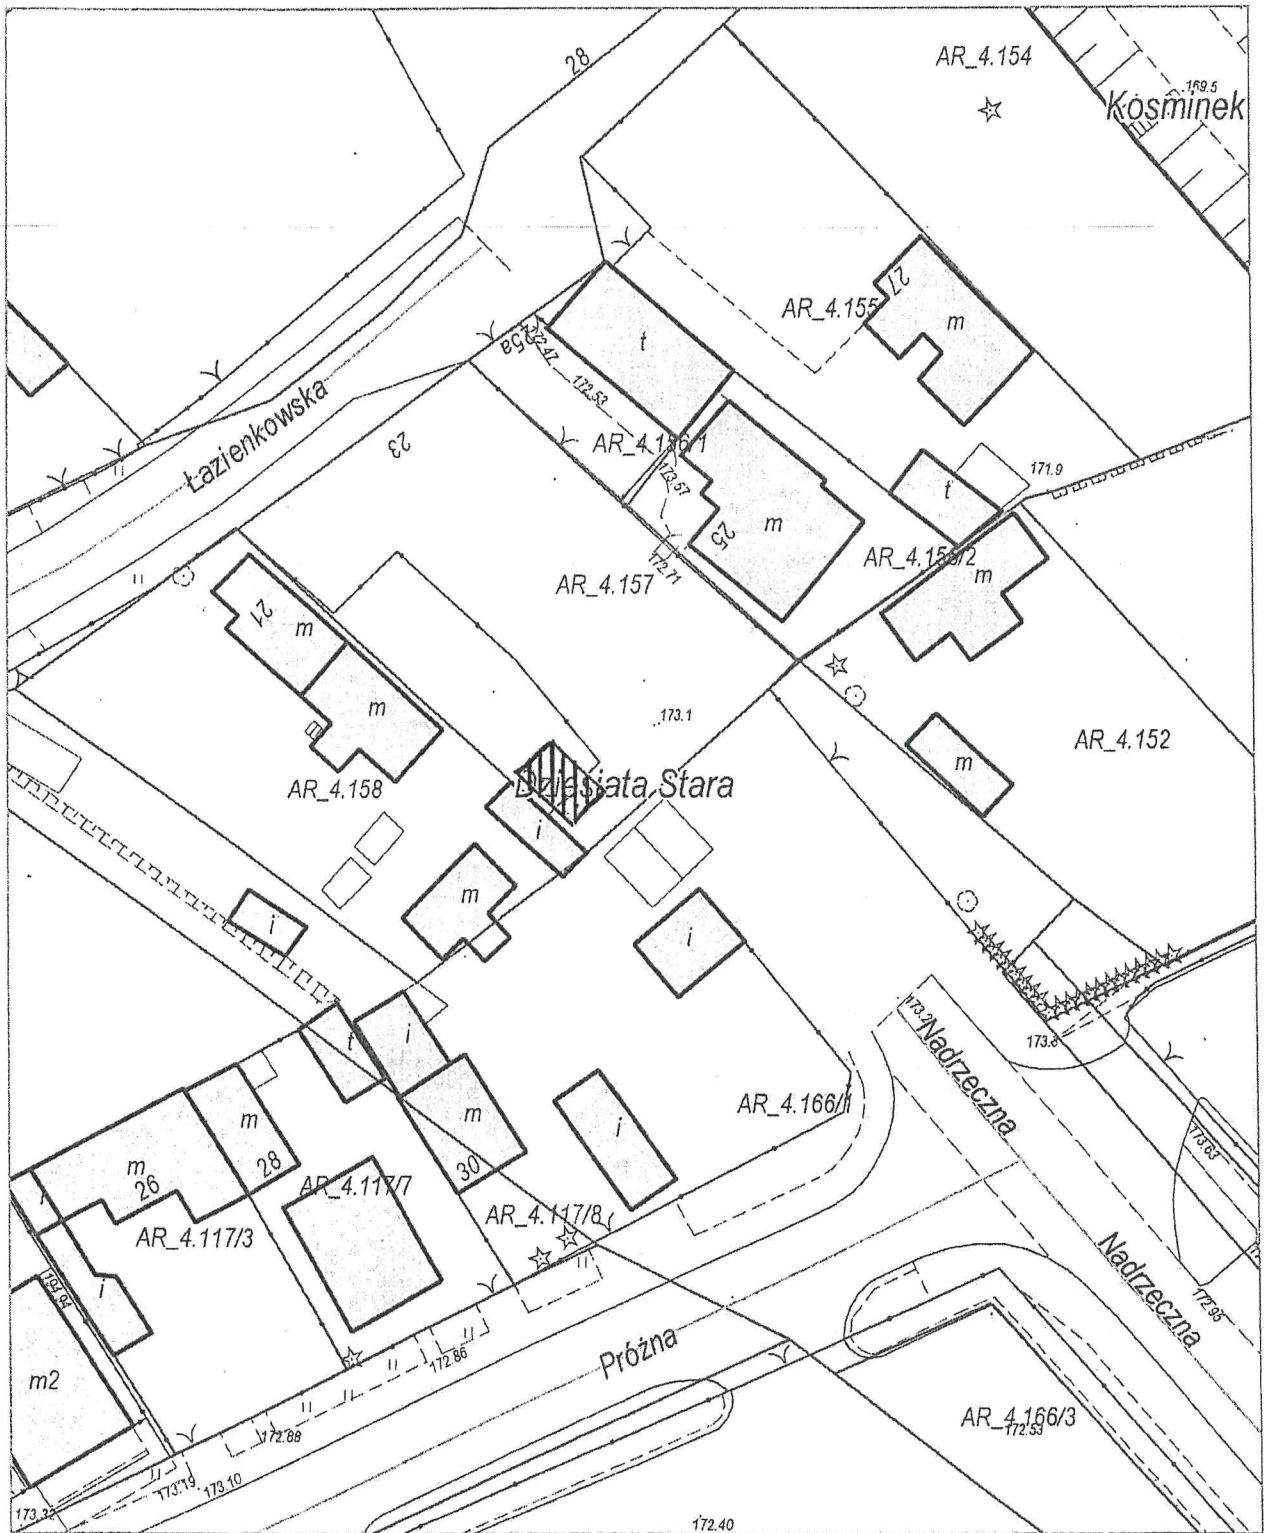 AR_4.154
28
169.5
Kośminek
27
AR_4.155
m
t
25a
172.47
172.53
Łazienkowska
23
AR_4.156/1
173.57
171.9
t
m
25
172.71
AR_4.156/2
m
AR_4.157
21
m
m
173.1
AR_4.152
m
AR_4.158
Dziesiąta Stara
i
m
i
i
173.2
Nadrzeczna
173.8
t
i
AR_4.166/1
m
m
i
173.63
m
28
30
26
AR_4.117/7
AR_4.117/8
AR_4.117/3
Nadrzeczna
194.94
i
172.95
Próżna
172.86
m2
AR_4.166/3
172.53
172.88
173.19
173.10
173.32
172.40